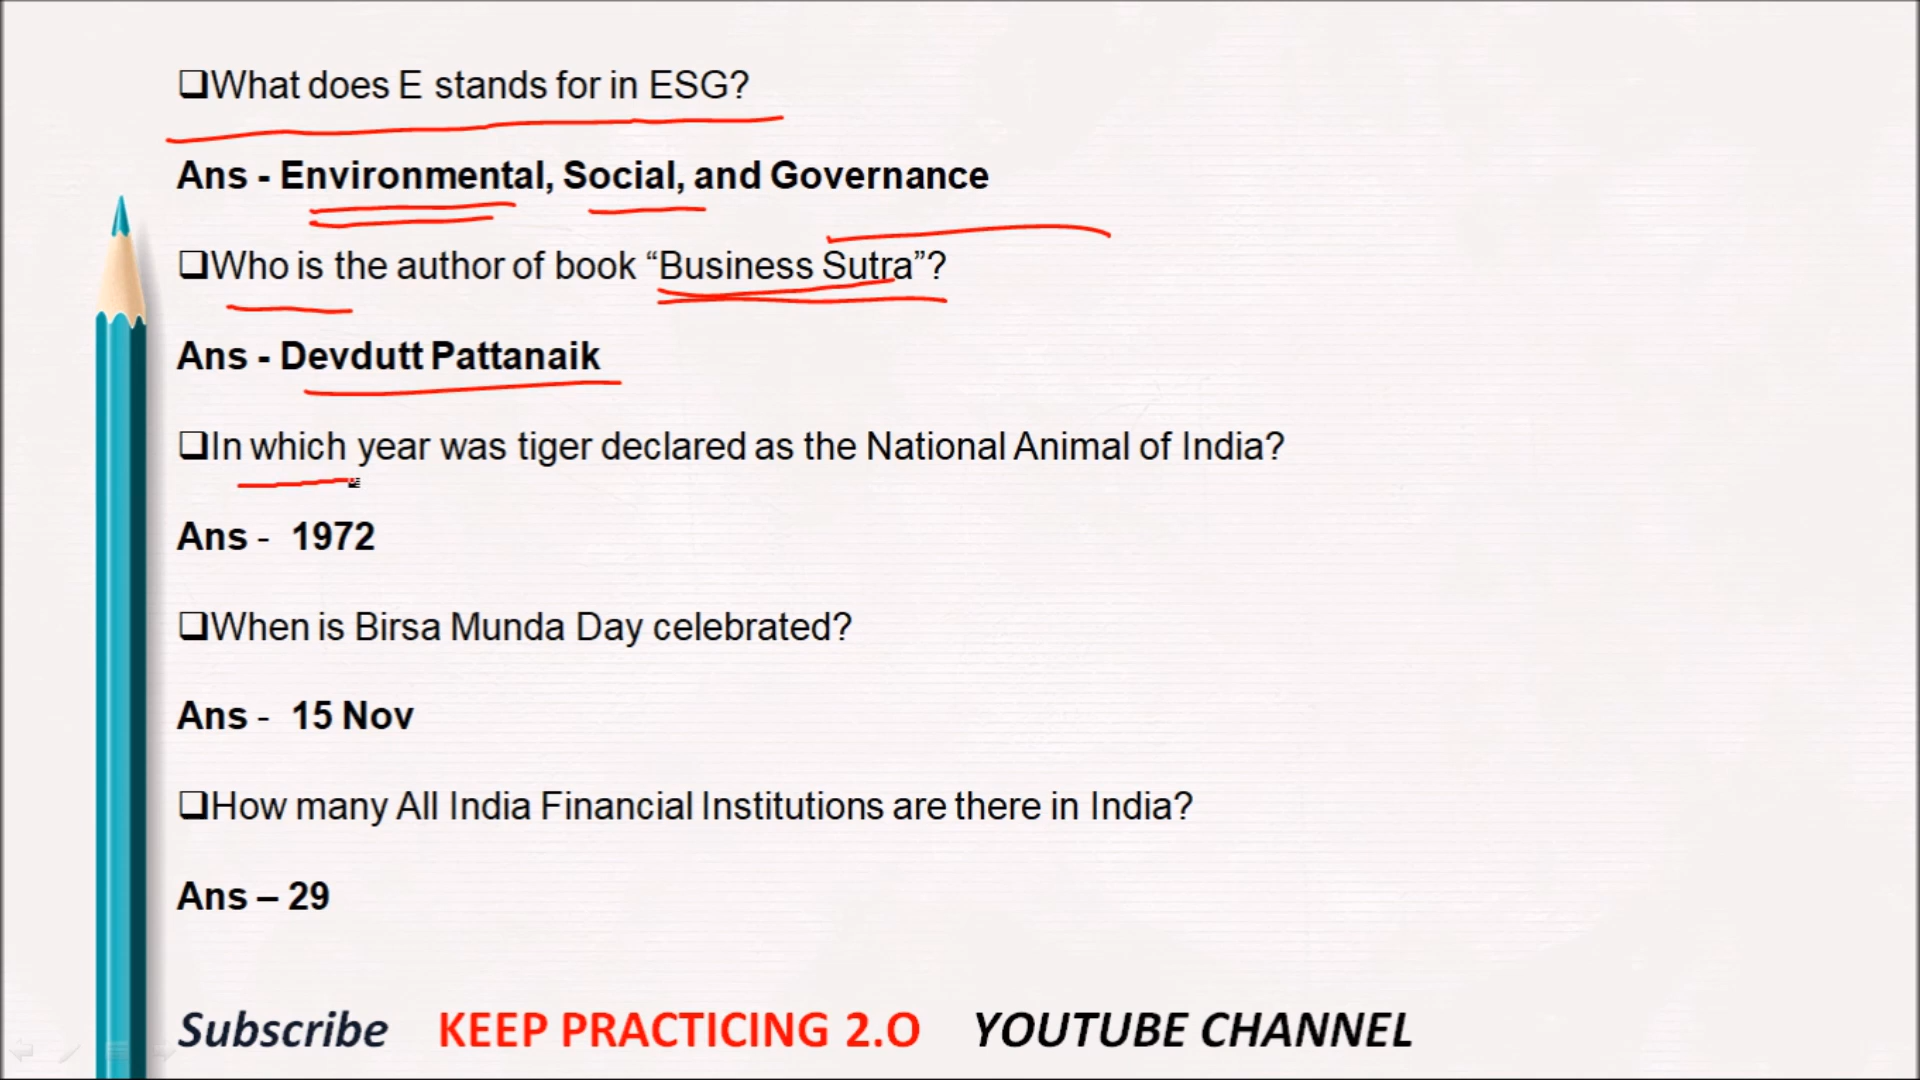 ❑What does E stands for in ESG?
Ans - Environmental, Social, and Governance
❑Who is the author of book “Business Sutra”?
Ans - Devdutt Pattanaik
❑In which year was tiger declared as the National Animal of India?
Ans - 1972
❑When is Birsa Munda Day celebrated?
Ans - 15 Nov
❑How many All India Financial Institutions are there in India?
Ans – 29
Subscribe KEEP PRACTICING 2.O YOUTUBE CHANNEL